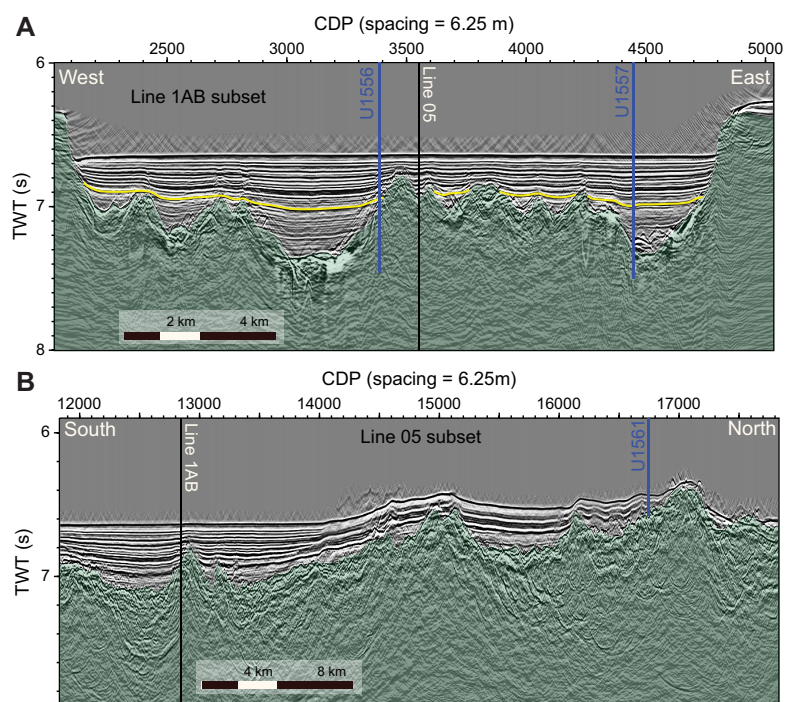 A
CDP (spacing = 6.25 m)
2500 3000 3500 4000 4500 5000
6
West
East
Line 1AB subset
U1556
Line 05
U1557
TWT (s)
7
2 km 4 km
8
B
CDP (spacing = 6.25m)
12000 13000 14000 15000 16000 17000
6
South
North
Line 1AB
Line 05 subset
U1561
TWT (s)
7
4 km 8 km